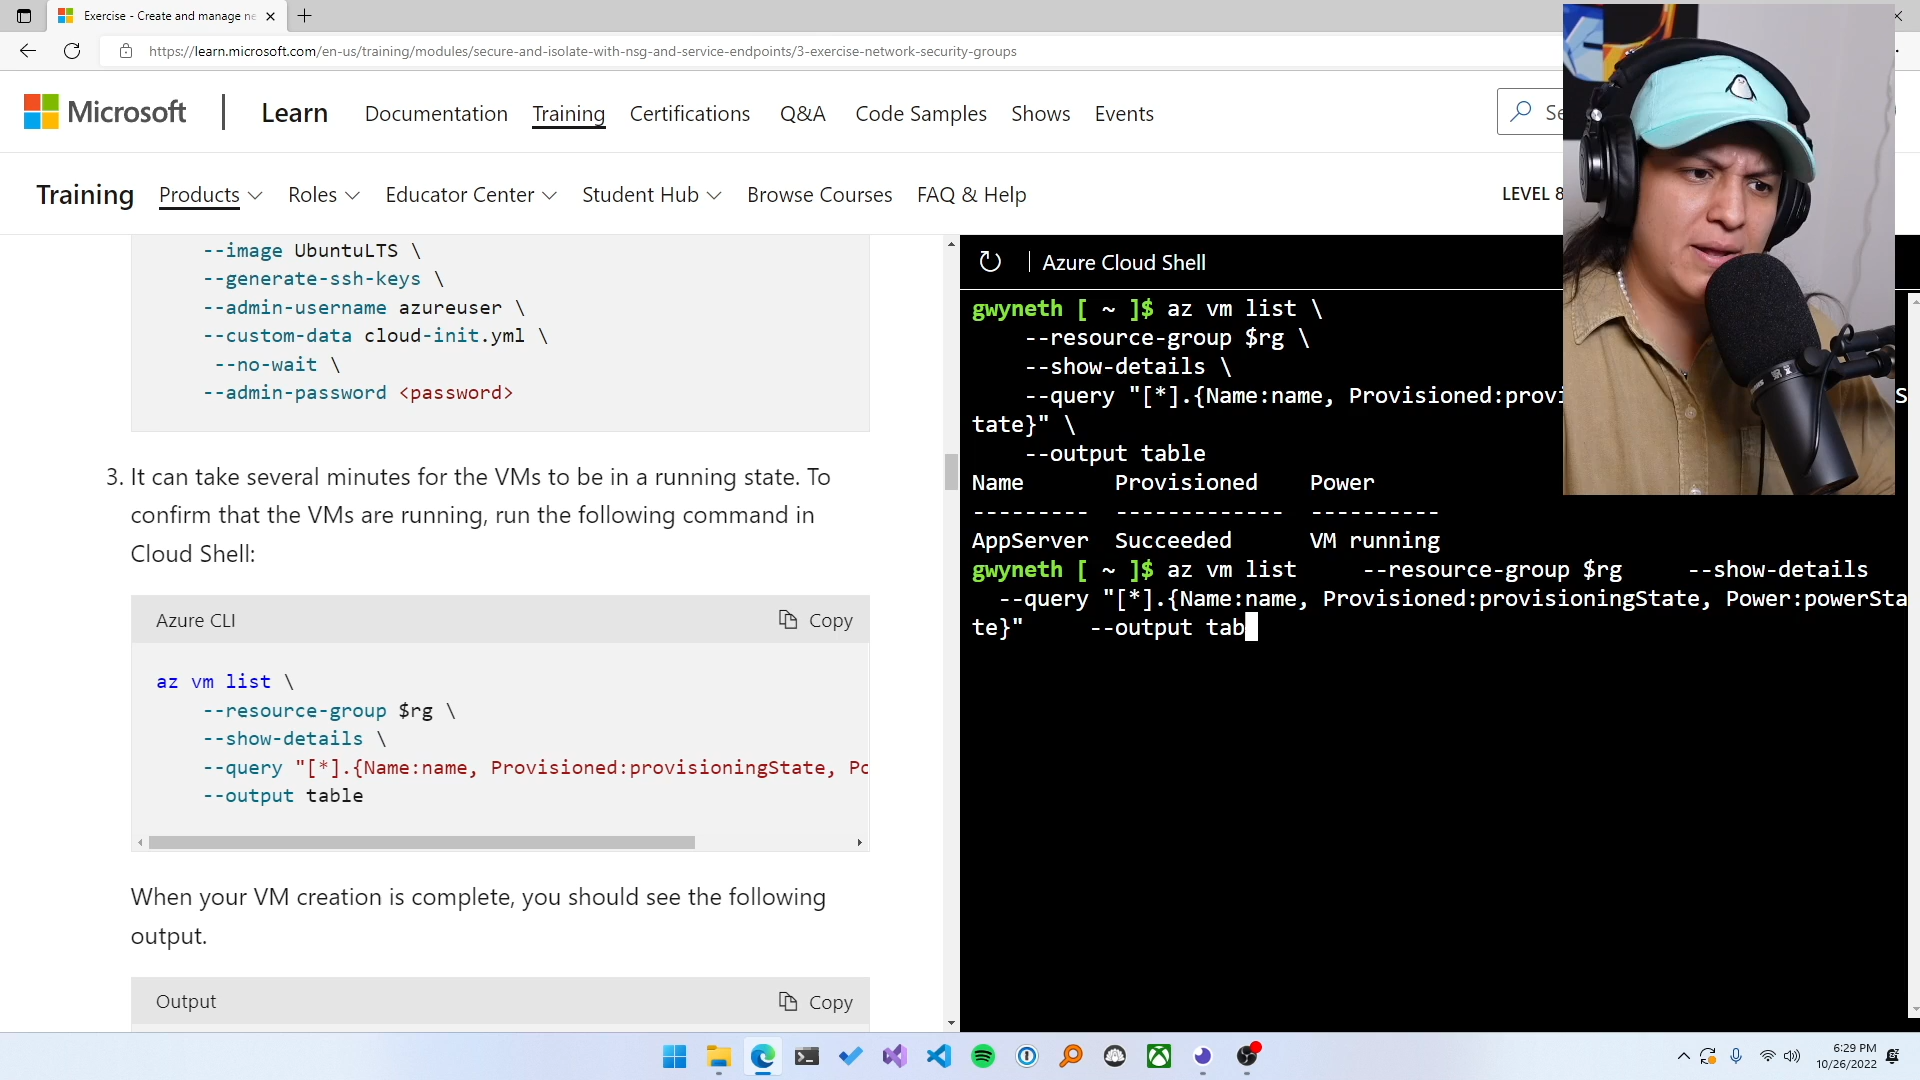 Exercise - Create and manage ne
https://learn.microsoft.com/en-us/training/modules/secure-and-isolate-with-nsg-and-service-endpoints/3-exercise-network-security-groups
Microsoft
Learn
Documentation
Training
Certifications
Q&A
Code Samples
Shows
Events
Training
Products
Roles
Educator Center
Student Hub
Browse Courses
FAQ & Help
LEVEL 8
--image UbuntuLTS \
--generate-ssh-keys \
--admin-username azureuser \
--custom-data cloud-init.yml \
--no-wait \
--admin-password <password>
3. It can take several minutes for the VMs to be in a running state. To
confirm that the VMs are running, run the following command in
Cloud Shell:
Azure CLI
Copy
az vm list \
--resource-group $rg \
--show-details \
--query "[*].{Name:name, Provisioned:provisioningState, Po
--output table
When your VM creation is complete, you should see the following
output.
Output
Copy
Azure Cloud Shell
gwyneth [ ~ ]$ az vm list \
--resource-group $rg \
--show-details \
--query "[*].{Name:name, Provisioned:provi
S
tate}" \
--output table
Name Provisioned Power
--------- ------------- ----------
AppServer Succeeded VM running
gwyneth [ ~ ]$ az vm list --resource-group $rg --show-details
--query "[*].{Name:name, Provisioned:provisioningState, Power:powerSta
te}" --output tab
6:29 PM
10/26/2022